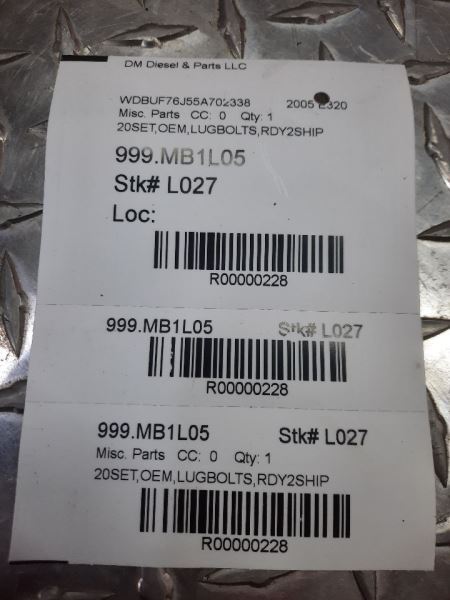 DM Diesel & Parts LLC
WDBUF76J55A702338 2005 E320
Misc. Parts CC: 0 Qty: 1
20SET,OEM,LUGBOLTS,RDY2SHIP
999.MB1L05
Stk# L027
Loc:
R00000228
999.MB1L05 Stk# L027
R00000228
999.MB1L05 Stk# L027
Misc. Parts CC: 0 Qty: 1
20SET,OEM,LUGBOLTS,RDY2SHIP
R00000228